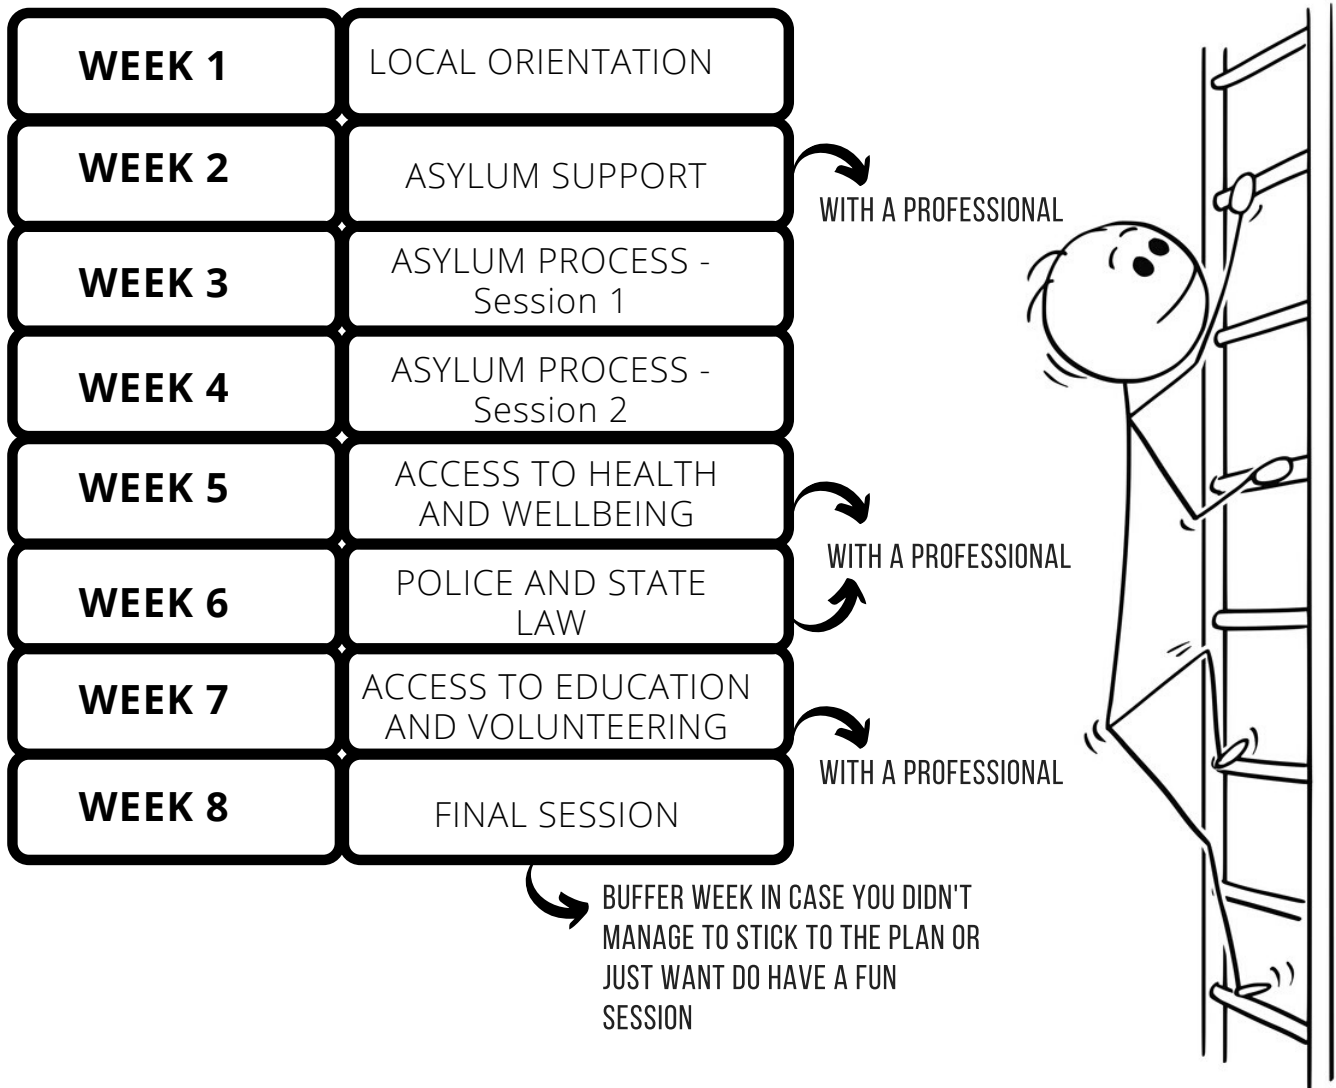 WEEK 1
LOCAL ORIENTATION
WEEK 2
ASYLUM SUPPORT
WITH A PROFESSIONAL
WEEK 3
ASYLUM PROCESS -
Session 1
WEEK 4
ASYLUM PROCESS -
Session 2
WEEK 5
ACCESS TO HEALTH
AND WELLBEING
WITH A PROFESSIONAL
WEEK 6
POLICE AND STATE
LAW
WEEK 7
ACCESS TO EDUCATION
AND VOLUNTEERING
WITH A PROFESSIONAL
WEEK 8
FINAL SESSION
BUFFER WEEK IN CASE YOU DIDN'T
MANAGE TO STICK TO THE PLAN OR
JUST WANT DO HAVE A FUN
SESSION